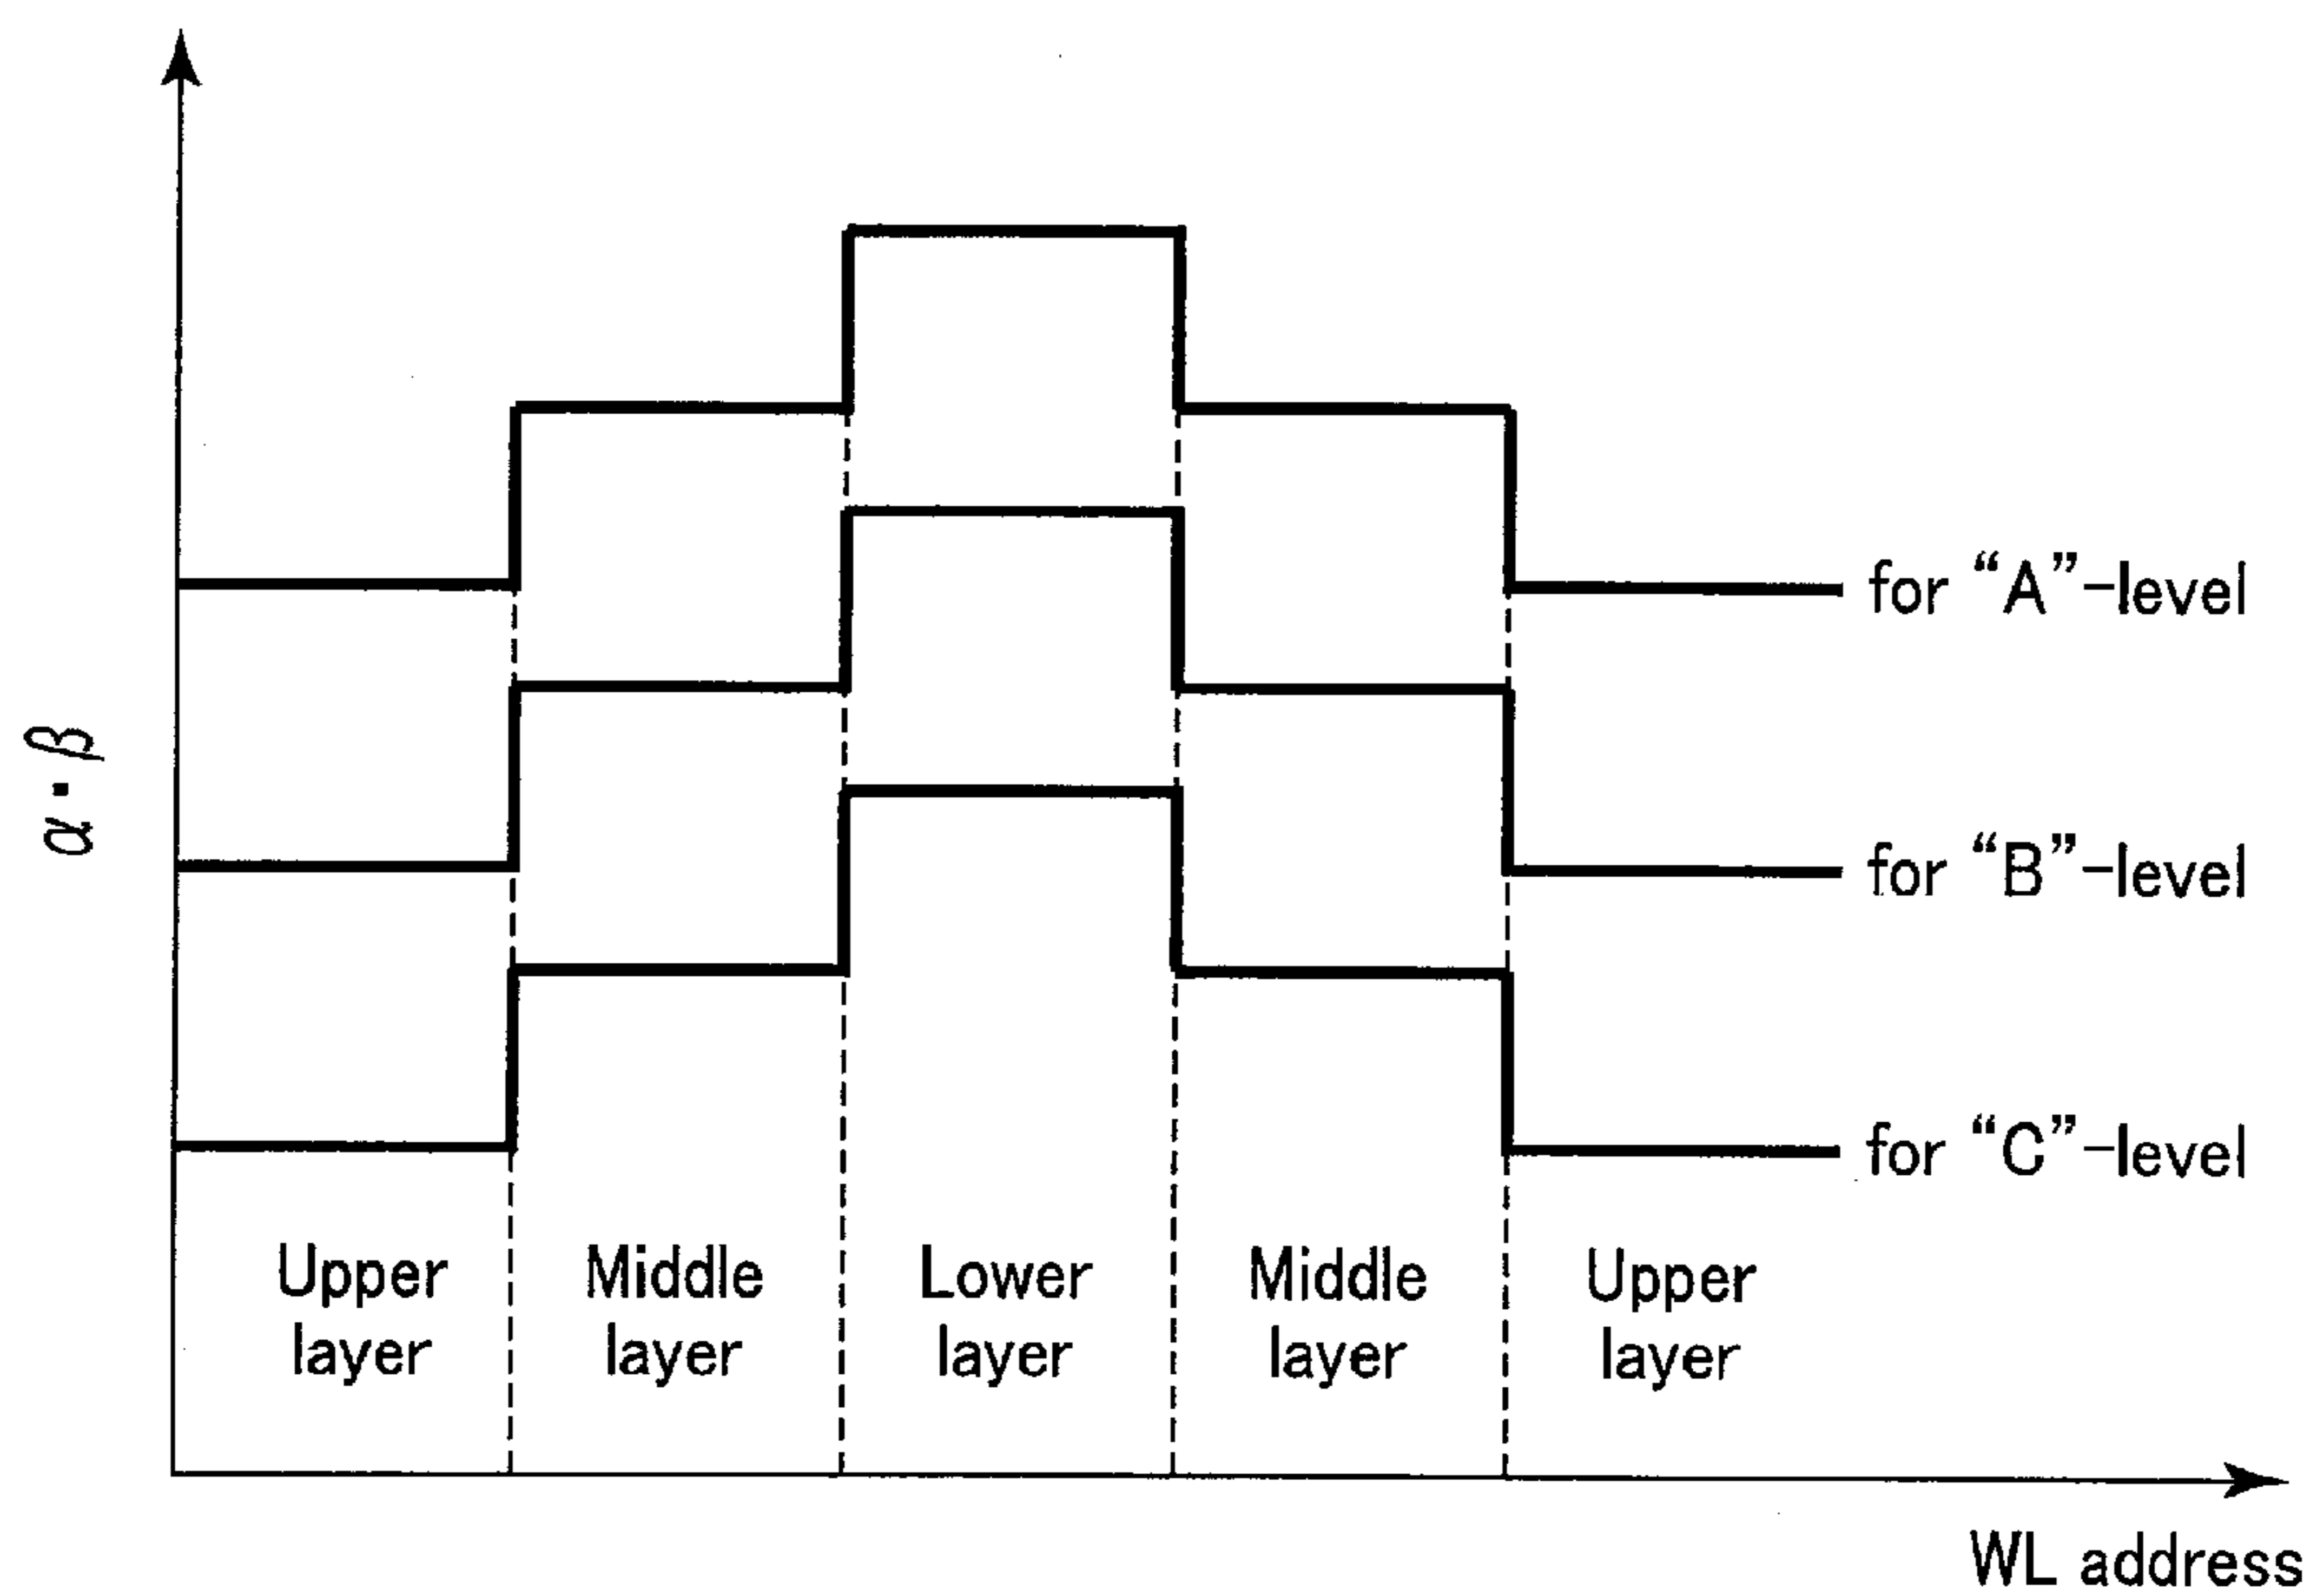 α・β
for “A”-level
for “B”-level
for “C”-level
Upper
layer
Middle
layer
Lower
layer
Middle
layer
Upper
layer
WL address